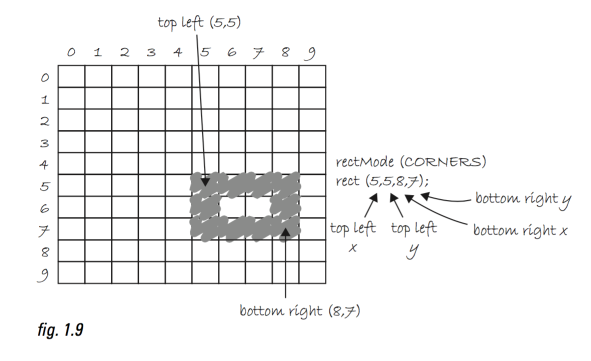 top left (5,5)
0 1 2 3 4 5 6 7 8 9
0
1
2
3
4
5
6
7
8
9
rectMode (CORNERS)
rect (5,5,8,7);
bottom right y
bottom right x
top left
x
top left
y
bottom right (8,7)
fig. 1.9